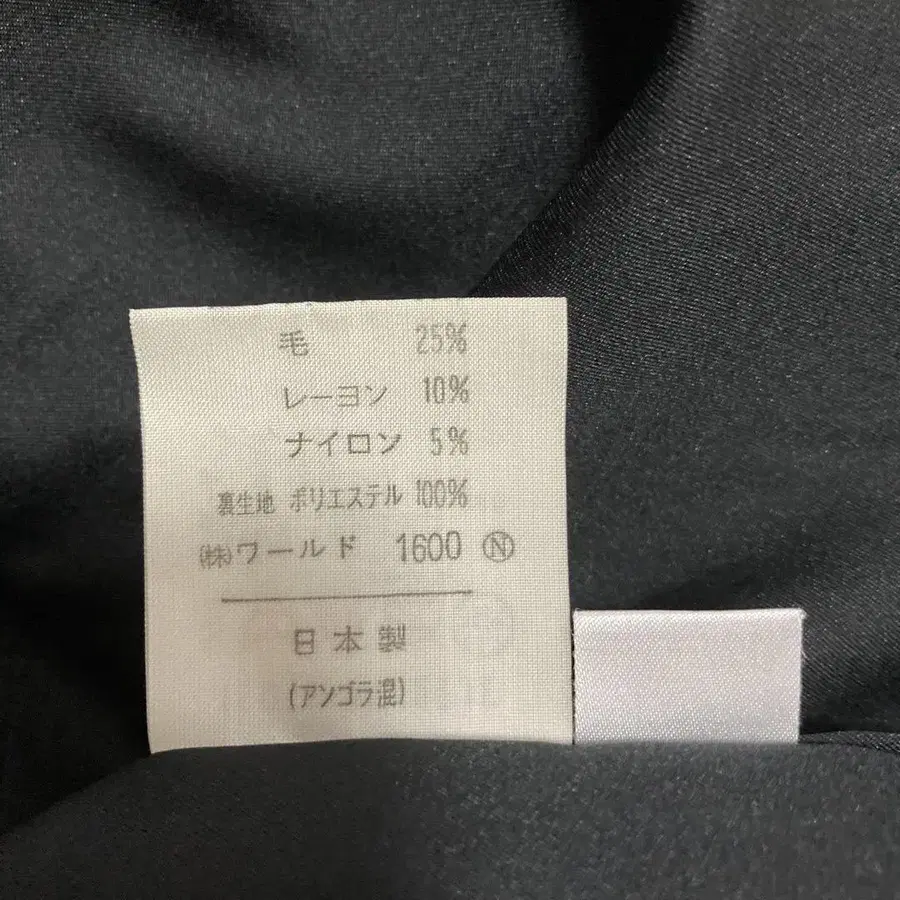 毛 25%
レーヨン 10%
ナイロン 5%
裏生地 ポリエステル 100%
(株)ワールド 1600 Ⓝ
日本製
(アンゴラ混)